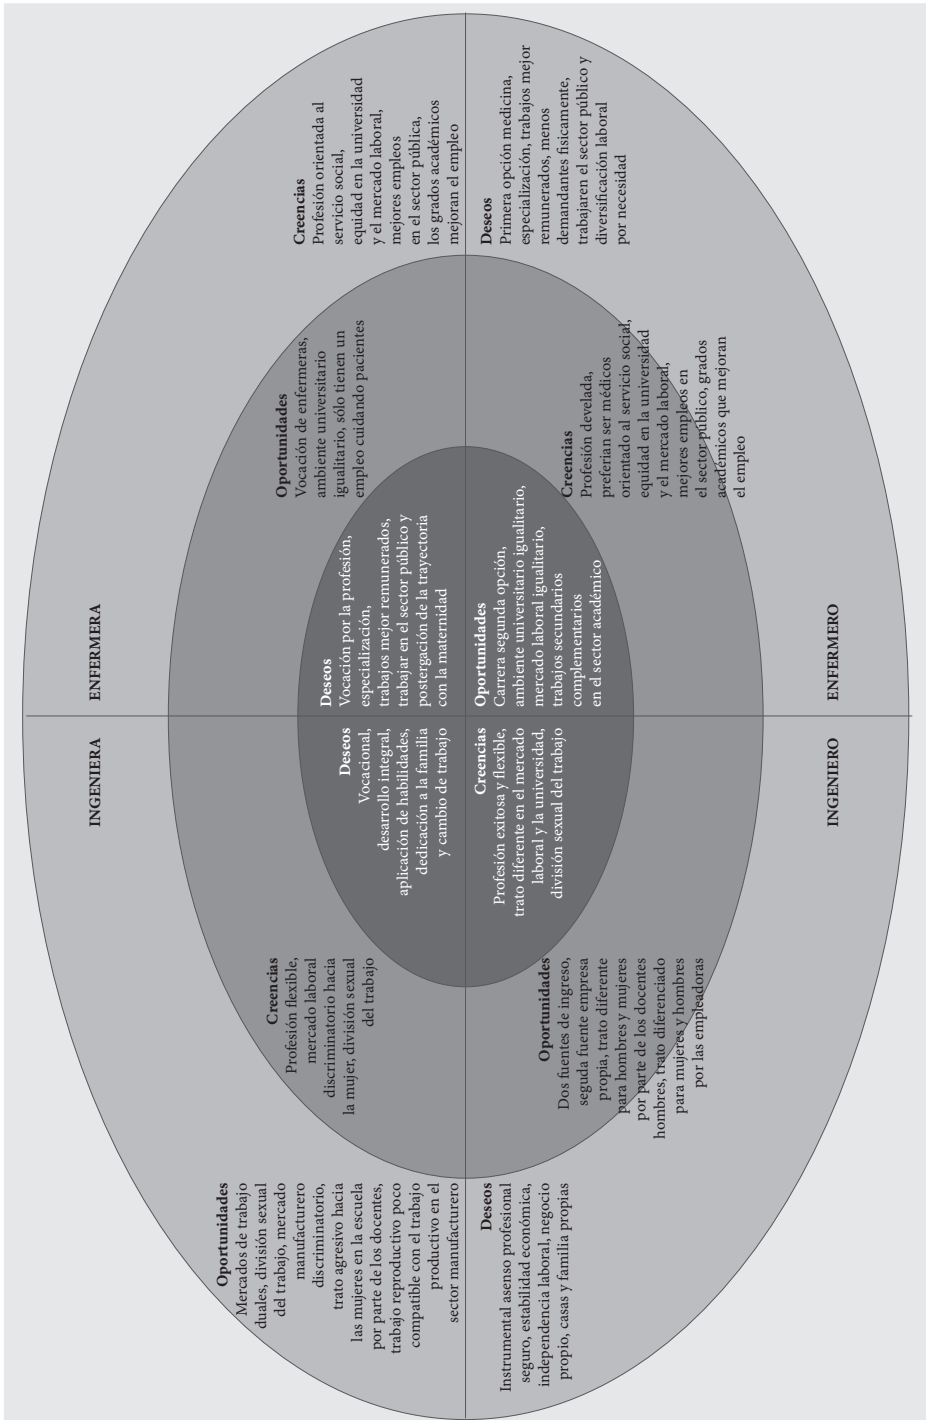 INGENIERA
Oportunidades
Mercados de trabajo
duales, división sexual
del trabajo, mercado
manufacturero
discriminatorio,
trato agresivo hacia
las mujeres en la escuela
por parte de los docentes,
trabajo reproductivo poco
compatible con el trabajo
productivo en el
sector manufacturero
Creencias
Profesión flexible,
mercado laboral
discriminatorio hacia
la mujer, división sexual
del trabajo
Deseos
Vocacional,
desarrollo integral,
aplicación de habilidades,
dedicación a la familia
y cambio de trabajo
ENFERMERA
Deseos
Vocación por la profesión,
especialización,
trabajos mejor remunerados,
trabajar en el sector público y
postergación de la trayectoria
con la maternidad
Oportunidades
Vocación de enfermeras,
ambiente universitario
igualitario, sólo tienen un
empleo cuidando pacientes
Creencias
Profesión orientada al
servicio social,
equidad en la universidad
y el mercado laboral,
mejores empleos
en el sector pública,
los grados académicos
mejoran el empleo
Deseos
Instrumental asenso profesional
seguro, estabilidad económica,
independencia laboral, negocio
propio, casas y familia propias
Oportunidades
Dos fuentes de ingreso,
seguda fuente empresa
propia, trato diferente
para hombres y mujeres
por parte de los docentes
hombres, trato diferenciado
para mujeres y hombres
por las empleadoras
Creencias
Profesión exitosa y flexible,
trato diferente en el mercado
laboral y la universidad,
división sexual del trabajo
INGENIERO
Oportunidades
Carrera segunda opción,
ambiente universitario igualitario,
mercado laboral igualitario,
trabajos secundarios
complementarios
en el sector académico
Creencias
Profesión develada,
preferian ser médicos
orientado al servicio social,
equidad en la universidad
y el mercado laboral,
mejores empleos en
el sector público, grados
académicos que mejoran
el empleo
Deseos
Primera opción medicina,
especialización, trabajos mejor
remunerados, menos
demandantes fisicamente,
trabajaren el sector público y
diversificación laboral
por necesidad
ENFERMERO